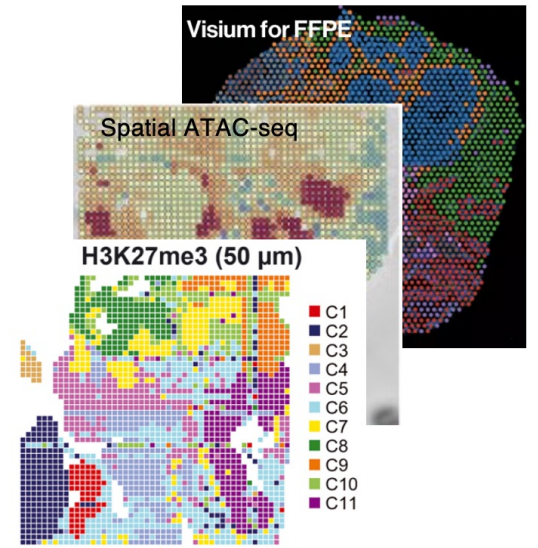 Visium for FFPE
Spatial ATAC-seq
H3K27me3 (50 μm)
C1
C2
C3
C4
C5
C6
C7
C8
C9
C10
C11